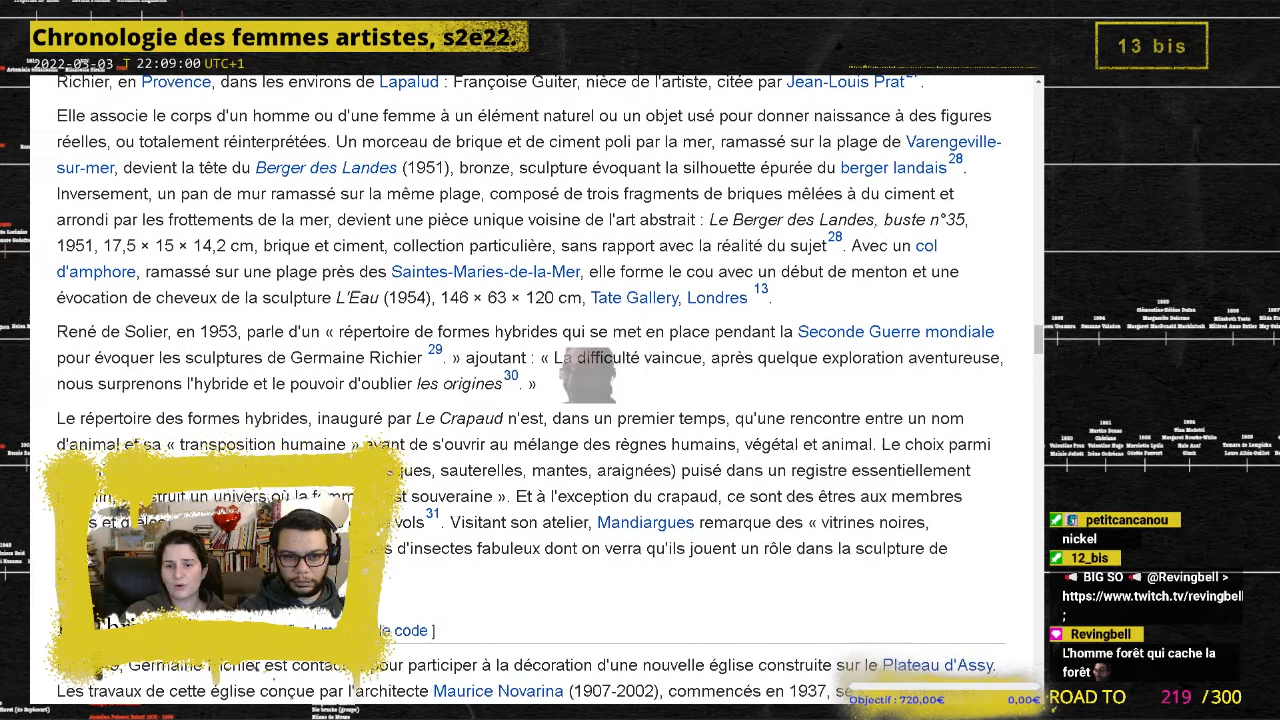 Chronologie des femmes artistes, s2e22.
2022-03-03 T 22:09:00 UTC+1
13 bis
Richier, en Provence, dans les environs de Lapalud : Françoise Guiter, nièce de l'artiste, citée par Jean-Louis Prat
Elle associe le corps d'un homme ou d'une femme à un élément naturel ou un objet usé pour donner naissance à des figures
réelles, ou totalement réinterprétées. Un morceau de brique et de ciment poli par la mer, ramassé sur la plage de Varengeville-
sur-mer, devient la tête du Berger des Landes (1951), bronze, sculpture évoquant la silhouette épurée du berger landais28.
Inversement, un pan de mur ramassé sur la même plage, composé de trois fragments de briques mêlées à du ciment et
arrondi par les frottements de la mer, devient une pièce unique voisine de l'art abstrait : Le Berger des Landes, buste n°35,
1951, 17,5 × 15 × 14,2 cm, brique et ciment, collection particulière, sans rapport avec la réalité du sujet28. Avec un col
d'amphore, ramassé sur une plage près des Saintes-Maries-de-la-Mer, elle forme le cou avec un début de menton et une
évocation de cheveux de la sculpture L'Eau (1954), 146 × 63 × 120 cm, Tate Gallery, Londres 13.
René de Solier, en 1953, parle d'un « répertoire de formes hybrides qui se met en place pendant la Seconde Guerre mondiale
pour évoquer les sculptures de Germaine Richier 29. » ajoutant : « La difficulté vaincue, après quelque exploration aventureuse,
nous surprenons l'hybride et le pouvoir d'oublier les origines30. »
Le répertoire des formes hybrides, inauguré par Le Crapaud n'est, dans un premier temps, qu'une rencontre entre un nom
d'animal et sa « transposition humaine » avant de s'ouvrir au mélange des règnes humains, végétal et animal. Le choix parmi
sauterelles, mantes, araignées) puisé dans un registre essentiellement
un univers où la souveraine ». Et à l'exception du crapaud, ce sont des êtres aux membres
vols31. Visitant son atelier, Mandiargues remarque des « vitrines noires,
d'insectes fabuleux dont on verra qu'ils jouent un rôle dans la sculpture de
le code ]
Germaine Richier est pour participer à la décoration d'une nouvelle église construite sur le Plateau d'Assy.
Les travaux de cette église conçue par l'architecte Maurice Novarina (1907-2002), commencés en 1937, se
Objectif : 720,00€ 0,00€
petitcancanou
nickel
12_bis
BIG SO @Revingbell >
https://www.twitch.tv/revingbell
;
Revingbell
L'homme forêt qui cache la
forêt
ROAD TO 219 / 300